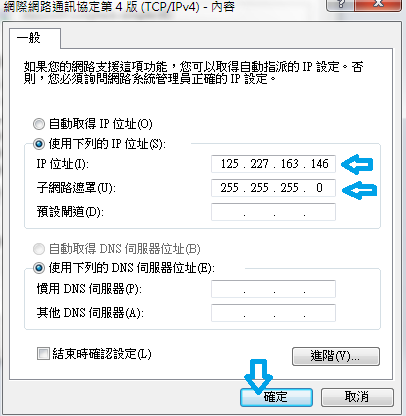 網際網路通訊協定第 4 版 (TCP/IPv4) - 內容
一般
如果您的網路支援這項功能，您可以取得自動指派的 IP 設定。否
則，您必須詢問網路系統管理員正確的 IP 設定。
自動取得 IP 位址(O)
使用下列的 IP 位址(S):
IP 位址(I): 125 . 227 . 163 . 146
子網路遮罩(U): 255 . 255 . 255 . 0
預設閘道(D): . . .
自動取得 DNS 伺服器位址(B)
使用下列的 DNS 伺服器位址(E):
慣用 DNS 伺服器(P): . . .
其他 DNS 伺服器(A): . . .
結束時確認設定(L) 進階(V)...
確定 取消